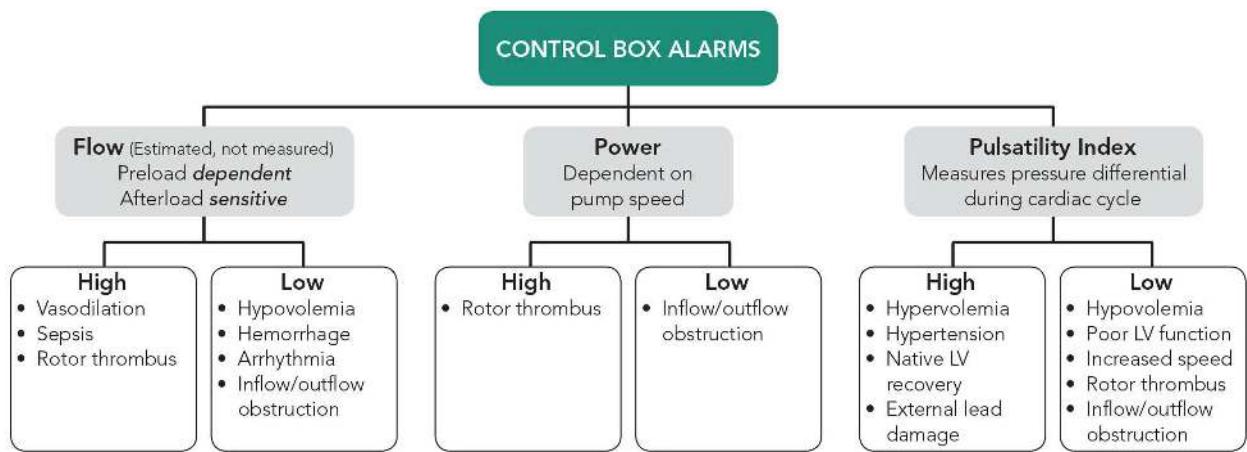 CONTROL BOX ALARMS
Flow (Estimated, not measured)
Preload dependent
Afterload sensitive
Power
Dependent on
pump speed
Pulsatility Index
Measures pressure differential
during cardiac cycle
High
• Vasodilation
• Sepsis
• Rotor thrombus
Low
• Hypovolemia
• Hemorrhage
• Arrhythmia
• Inflow/outflow
obstruction
High
• Rotor thrombus
Low
• Inflow/outflow
obstruction
High
• Hypervolemia
• Hypertension
• Native LV
recovery
• External lead
damage
Low
• Hypovolemia
• Poor LV function
• Increased speed
• Rotor thrombus
• Inflow/outflow
obstruction